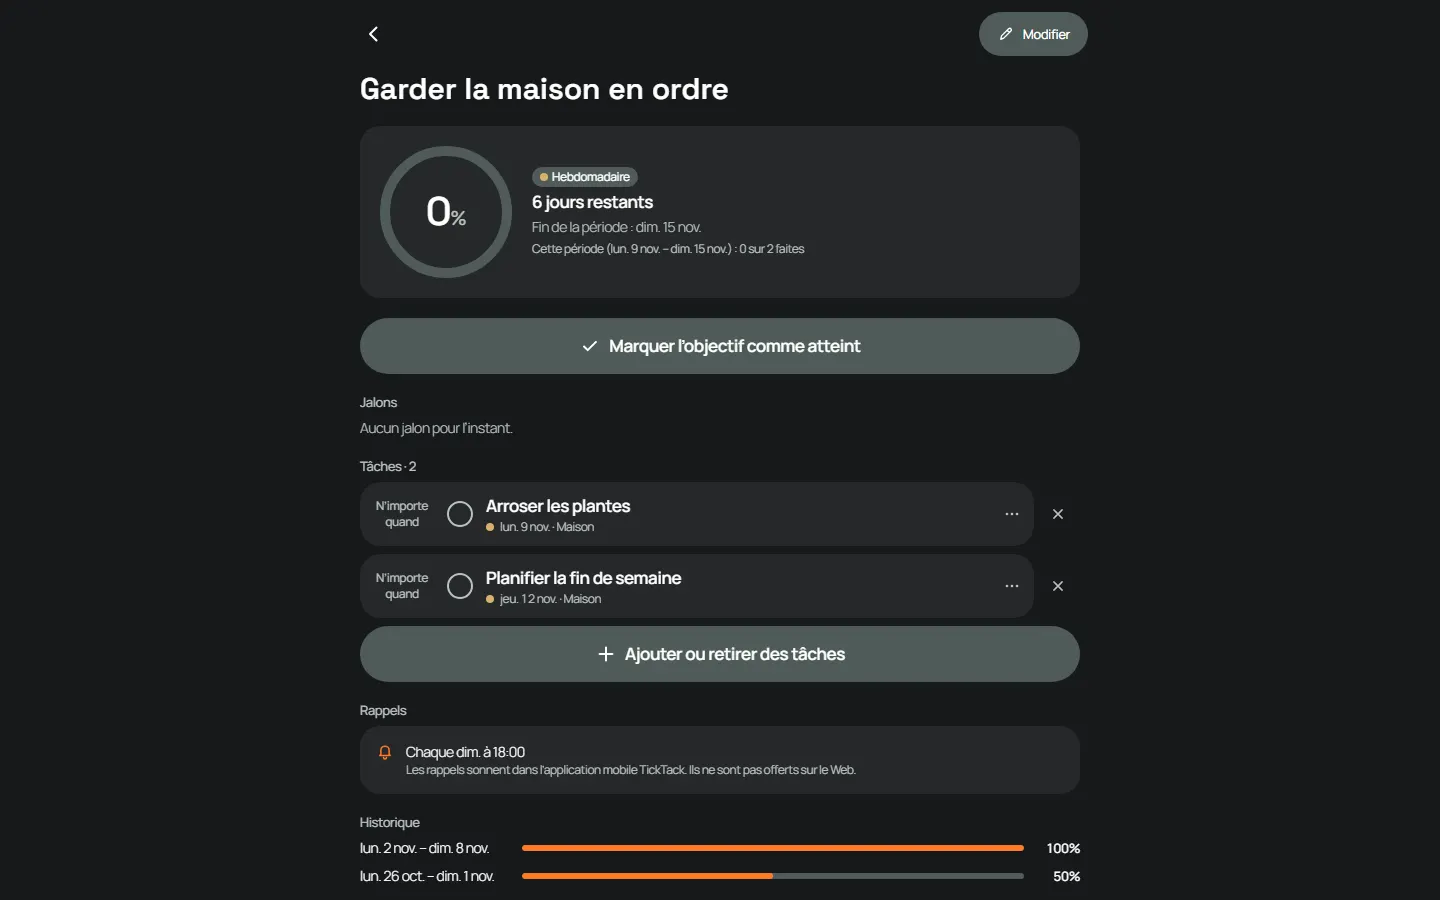 Modifier
Garder la maison en ordre
0%
Hebdomadaire
6 jours restants
Fin de la période : dim. 15 nov.
Cette période (lun. 9 nov. – dim. 15 nov.) : 0 sur 2 faites
Marquer l'objectif comme atteint
Jalons
Aucun jalon pour l'instant.
Tâches · 2
N'importe
quand
Arroser les plantes
lun. 9 nov. · Maison
N'importe
quand
Planifier la fin de semaine
jeu. 12 nov. · Maison
Ajouter ou retirer des tâches
Rappels
Chaque dim. à 18:00
Les rappels sonnent dans l'application mobile TickTack. Ils ne sont pas offerts sur le Web.
Historique
lun. 2 nov. – dim. 8 nov. 100%
lun. 26 oct. – dim. 1 nov. 50%